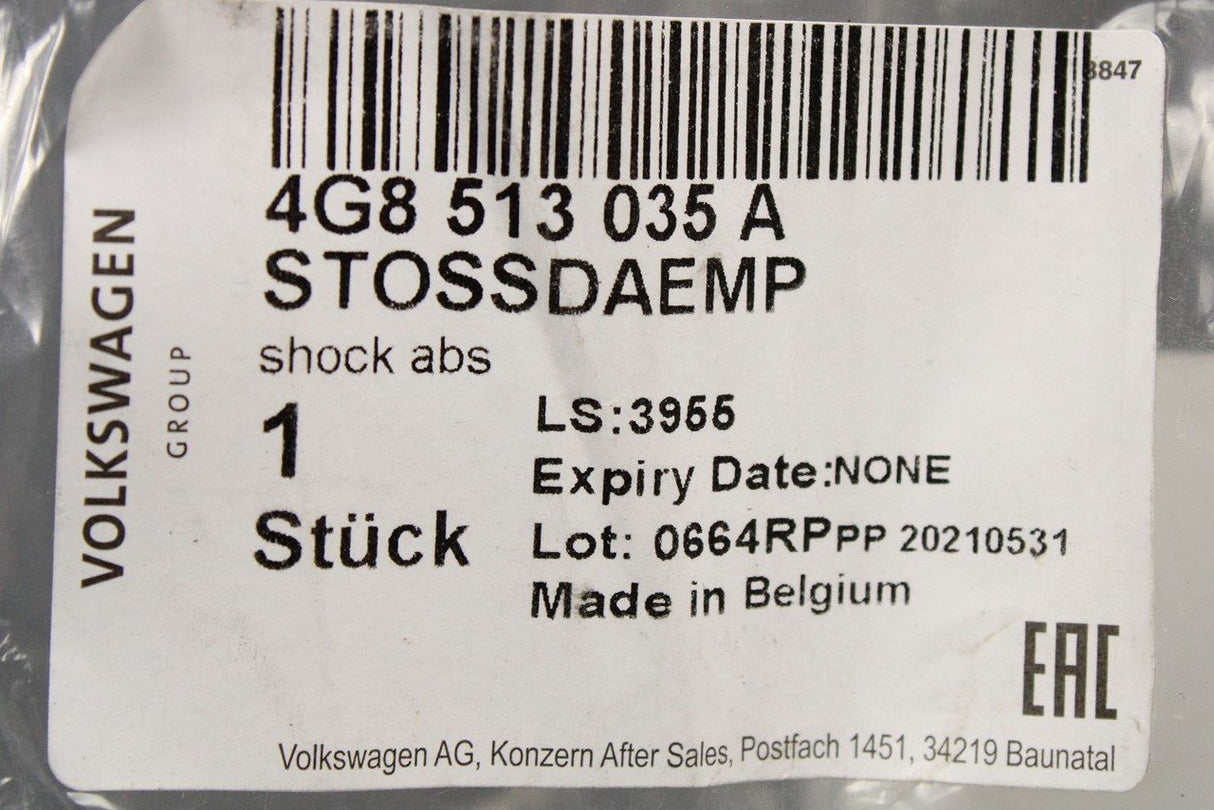 8847
4G8 513 035 A
STOSSDAEMP
shock abs
1
Stück
LS:3955
Expiry Date:NONE
Lot: 0664RPPP 20210531
Made in Belgium
VOLKSWAGEN
GROUP
EAC
Volkswagen AG, Konzern After Sales, Postfach 1451, 34219 Baunatal